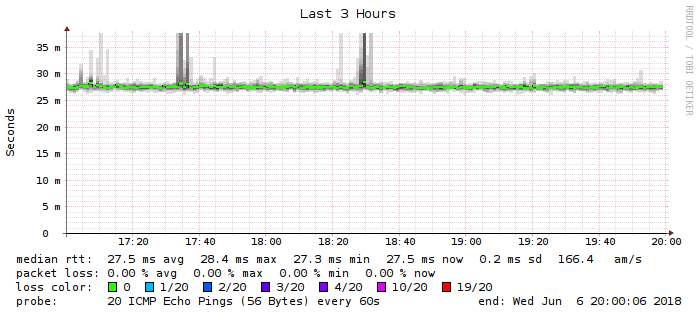 Last 3 Hours
RRDTOOL / TOBI OETIKER
Seconds
35 m
30 m
25 m
20 m
15 m
10 m
5 m
0
17:20 17:40 18:00 18:20 18:40 19:00 19:20 19:40 20:00
median rtt: 27.5 ms avg 28.4 ms max 27.3 ms min 27.5 ms now 0.2 ms sd 166.4 am/s
packet loss: 0.00 % avg 0.00 % max 0.00 % min 0.00 % now
loss color: 0 1/20 2/20 3/20 4/20 10/20 19/20
probe: 20 ICMP Echo Pings (56 Bytes) every 60s end: Wed Jun 6 20:00:06 2018